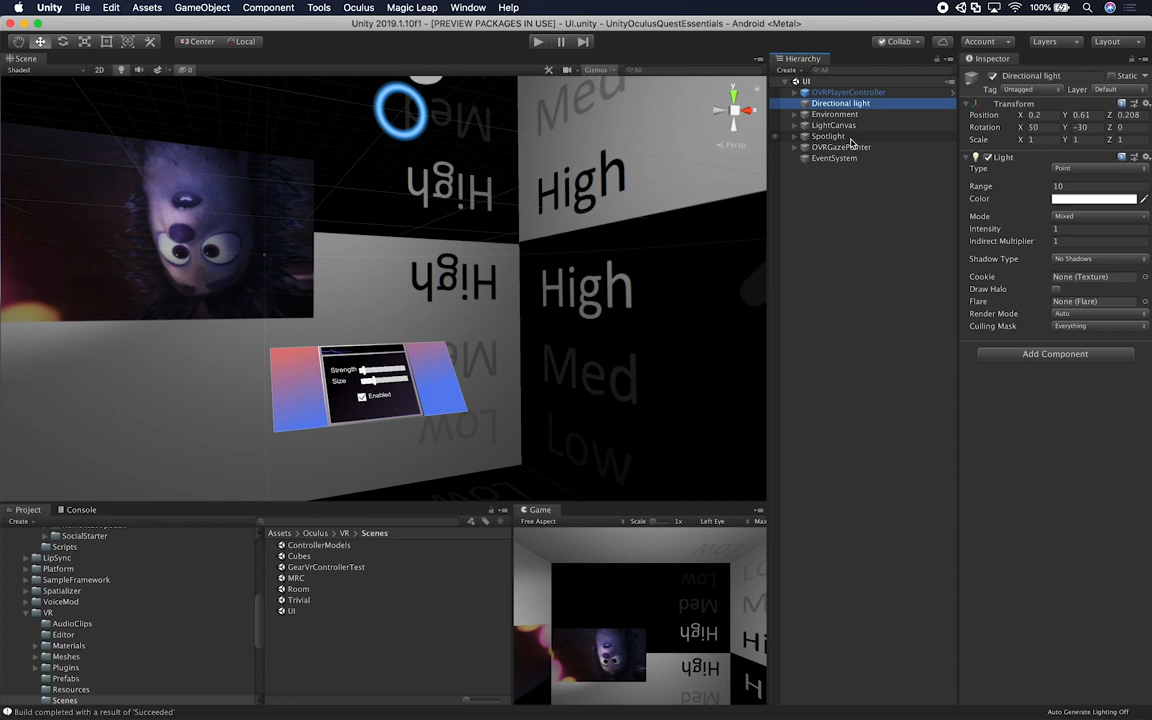 Unity File Edit Assets GameObject Component Tools Oculus Magic Leap Window Help 100%
Unity 2019.1.10f1 - [PREVIEW PACKAGES IN USE] - UI.unity - UnityOculusQuestEssentials - Android <Metal>
Center Local Collab Account Layers Layout
Scene
Shaded 2D 0 Gizmos All
Med
High
High
Med
Low
Med
High
High
Med
Low
Strength
Size
Enabled
y
x
Persp
Hierarchy
Create All
UI
OVRPlayerController
Directional light
Environment
LightCanvas
Spotlight
OVRGazePointer
EventSystem
Inspector
Directional light Static
Tag Untagged Layer Default
Transform
Position X 0.2 Y 0.61 Z 0.208
Rotation X 50 Y -30 Z 0
Scale X 1 Y 1 Z 1
Light
Type Point
Range 10
Color
Mode Mixed
Intensity 1
Indirect Multiplier 1
Shadow Type No Shadows
Cookie None (Texture)
Draw Halo
Flare None (Flare)
Render Mode Auto
Culling Mask Everything
Add Component
Project Console
Create
SocialStarter
Scripts
LipSync
Platform
SampleFramework
Spatializer
VoiceMod
VR
AudioClips
Editor
Materials
Meshes
Plugins
Prefabs
Resources
Scenes
Assets > Oculus > VR > Scenes
ControllerModels
Cubes
GearVrControllerTest
MRC
Room
Trivial
UI
Game
Free Aspect Scale 1x Left Eye Max
Low
Low
Med
Med
High
High
Build completed with a result of 'Succeeded'
Auto Generate Lighting Off